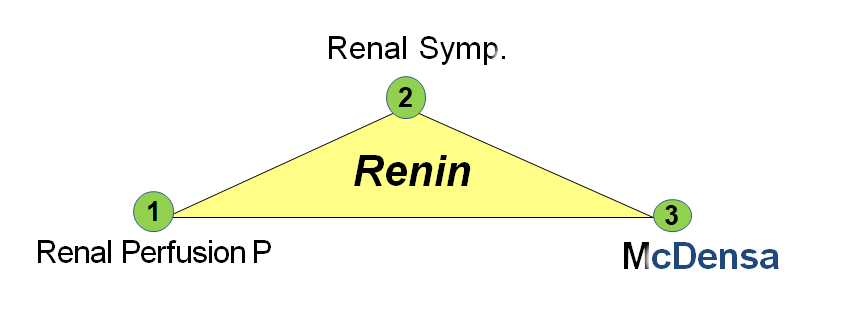 Renal Symp.
2
Renin
1
3
Renal Perfusion P
McDensa